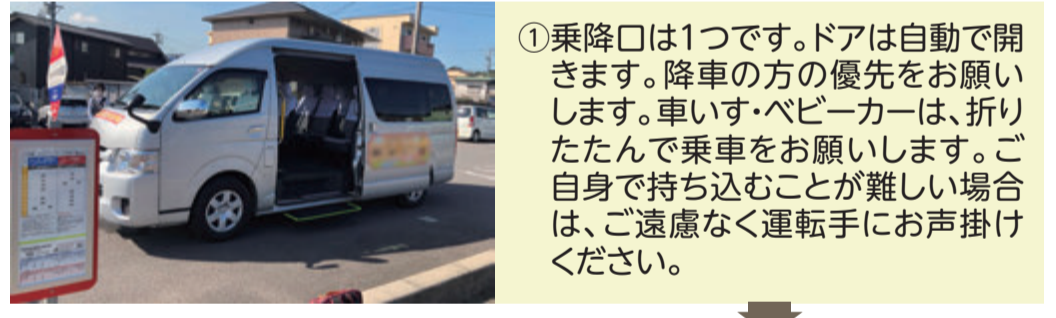 ①乗降口は1つです。ドアは自動で開
きます。降車の方の優先をお願い
します。車いす・ベビーカーは、折り
たたんで乗車をお願いします。ご
自身で持ち込むことが難しい場合
は、ご遠慮なく運転手にお声掛け
ください。